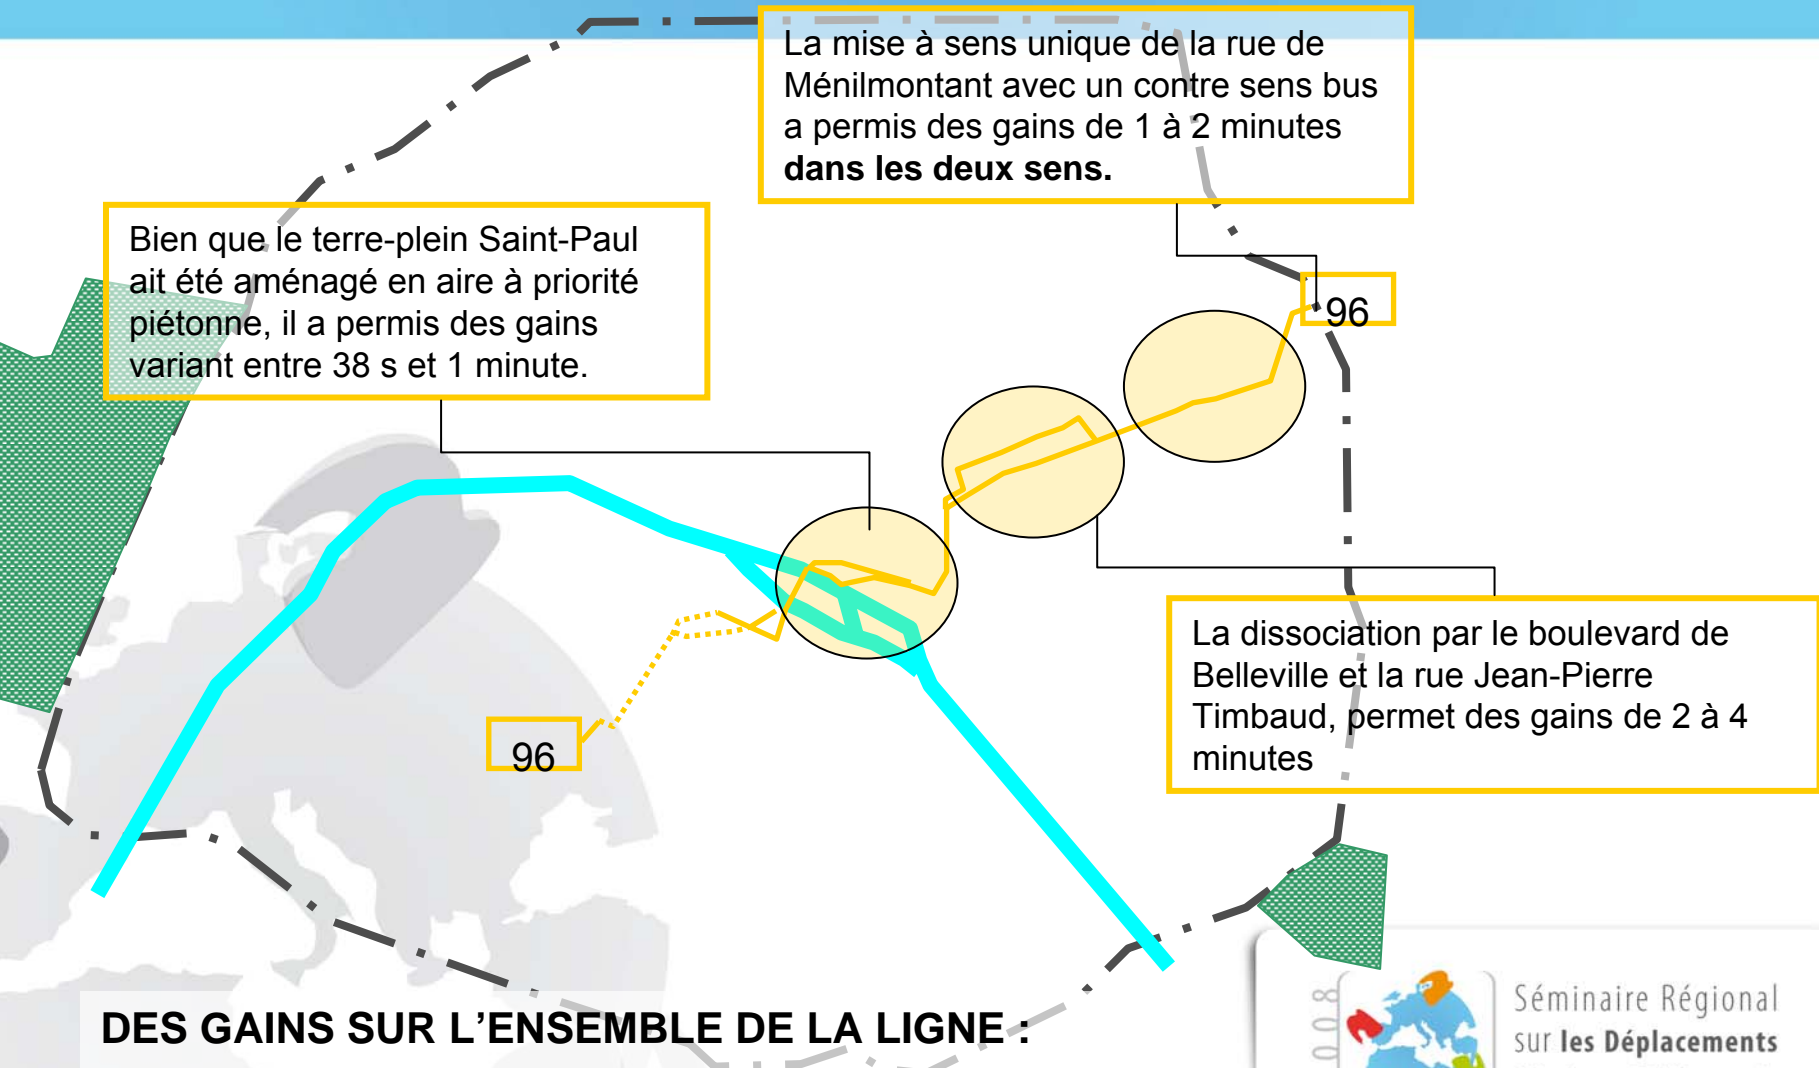 La mise à sens unique de la rue de
Ménilmontant avec un contre sens bus
a permis des gains de 1 à 2 minutes
dans les deux sens.
Bien que le terre-plein Saint-Paul
ait été aménagé en aire à priorité
piétonne, il a permis des gains
variant entre 38 s et 1 minute.
96
La dissociation par le boulevard de
Belleville et la rue Jean-Pierre
Timbaud, permet des gains de 2 à 4
minutes
96
DES GAINS SUR L'ENSEMBLE DE LA LIGNE :
Séminaire Régional
sur les Déplacements